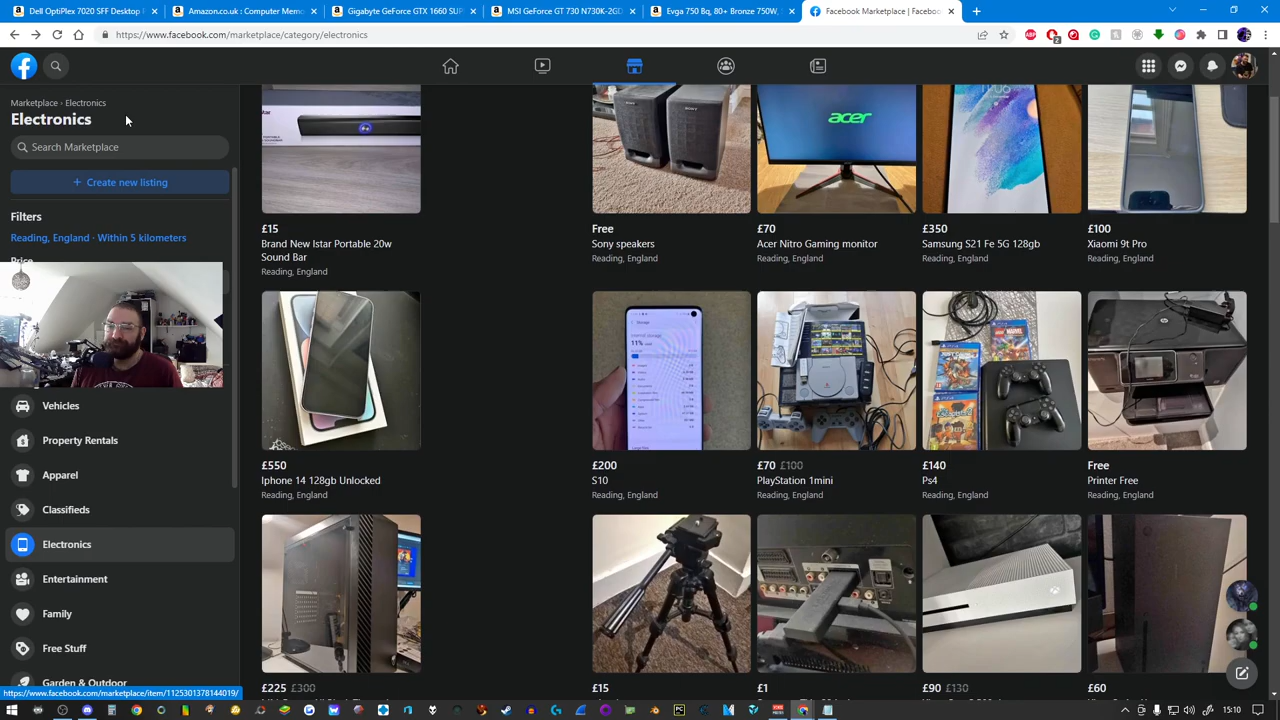 Dell OptiPlex 7020 SFF Desktop
Amazon.co.uk : Computer Memo
Gigabyte GeForce GTX 1660 SUP
MSI GeForce GT 730 N730K-2GD
Evga 750 Bq, 80+ Bronze 750W,
Facebook Marketplace | Faceboo
https://www.facebook.com/marketplace/category/electronics
Marketplace · Electronics
Electronics
Search Marketplace
+ Create new listing
Filters
Reading, England · Within 5 kilometers
Price
Vehicles
Property Rentals
Apparel
Classifieds
Electronics
Entertainment
Family
Free Stuff
Garden & Outdoor
https://www.facebook.com/marketplace/item/1125301378144019/
acer
£15
Brand New Istar Portable 20w
Sound Bar
Reading, England
Free
Sony speakers
Reading, England
£70
Acer Nitro Gaming monitor
Reading, England
£350
Samsung S21 Fe 5G 128gb
Reading, England
£100
Xiaomi 9t Pro
Reading, England
£550
Iphone 14 128gb Unlocked
Reading, England
£200
S10
Reading, England
£70 £100
PlayStation 1mini
Reading, England
£140
Ps4
Reading, England
Free
Printer Free
Reading, England
£225 £300
£15
£1
£90 £130
£60
15:10